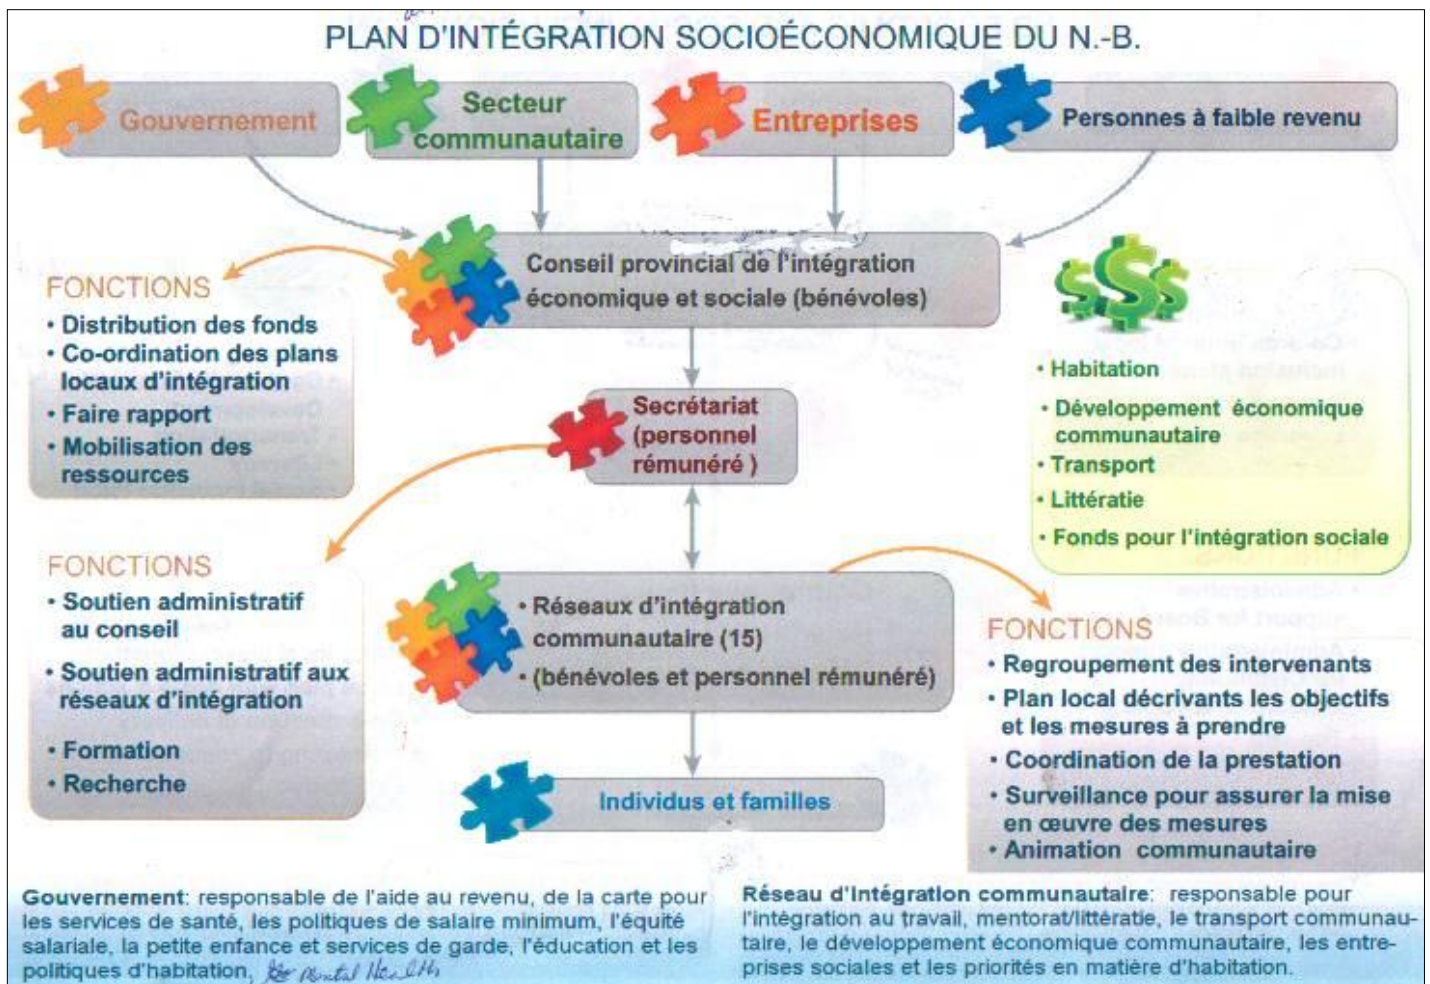 PLAN D'INTÉGRATION SOCIOÉCONOMIQUE DU N.-B.
Gouvernement
Secteur
communautaire
Entreprises
Personnes à faible revenu
Conseil provincial de l'intégration
économique et sociale (bénévoles)
FONCTIONS
• Distribution des fonds
• Co-ordination des plans
locaux d'intégration
• Faire rapport
• Mobilisation des
ressources
$$$
• Habitation
• Développement économique
communautaire
• Transport
• Littératie
• Fonds pour l'intégration sociale
Secrétariat
(personnel
rémunéré )
FONCTIONS
• Soutien administratif
au conseil
• Soutien administratif aux
réseaux d'intégration
• Formation
• Recherche
• Réseaux d'intégration
communautaire (15)
• (bénévoles et personnel rémunéré)
FONCTIONS
• Regroupement des intervenants
• Plan local décrivants les objectifs
et les mesures à prendre
• Coordination de la prestation
• Surveillance pour assurer la mise
en œuvre des mesures
• Animation communautaire
Individus et familles
Gouvernement: responsable de l'aide au revenu, de la carte pour
les services de santé, les politiques de salaire minimum, l'équité
salariale, la petite enfance et services de garde, l'éducation et les
politiques d'habitation, Mental Health
Réseau d'Intégration communautaire: responsable pour
l'intégration au travail, mentorat/littératie, le transport communau-
taire, le développement économique communautaire, les entre-
prises sociales et les priorités en matière d'habitation.